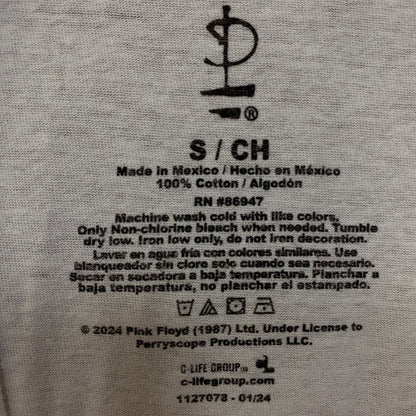 ®
S / CH
Made in Mexico / Hecho en México
100% Cotton / Algodón
RN #86947
Machine wash cold with like colors.
Only Non-chlorine bleach when needed. Tumble
dry low. Iron low only, do not iron decoration.
Lavar en agua fría con colores similares. Use
blanqueador sin cloro solo cuando sea necesario.
Secar en secadora a baja temperatura. Planchar a
baja temperatura, no planchar el estampado.
© 2024 Pink Floyd (1987) Ltd. Under License to
Perryscope Productions LLC.
C-LIFE GROUP LTD
c-lifegroup.com
1127078 - 01/24